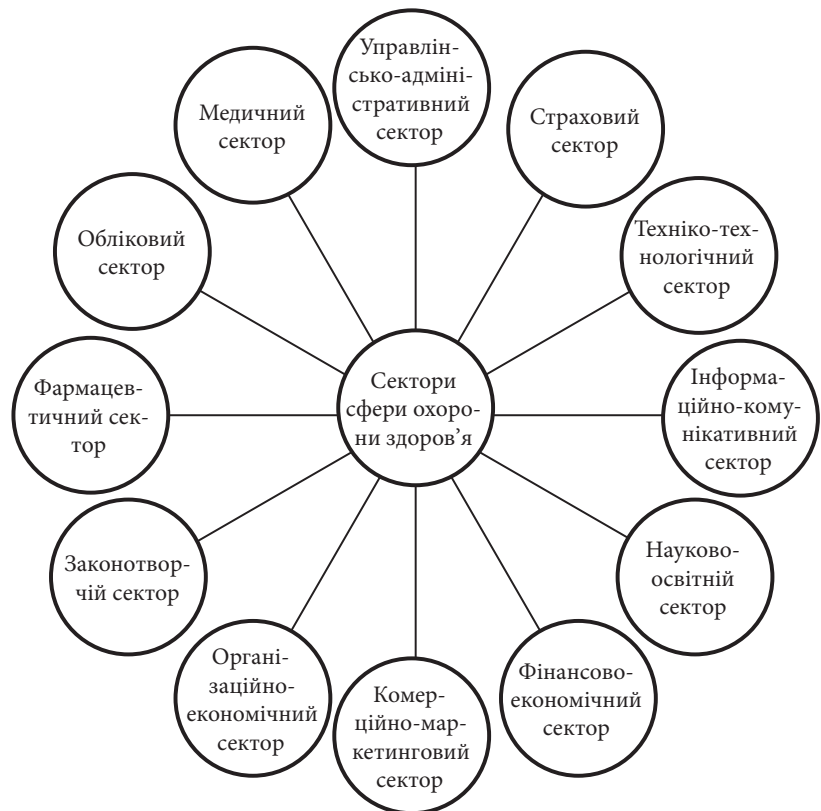 Управлін-
сько-адміні-
стративний
сектор
Страховий
сектор
Техніко-тех-
нологічний
сектор
Інформа-
ційно-кому-
нікативний
сектор
Науково-
освітній
сектор
Фінансово-
економічний
сектор
Комер-
ційно-мар-
кетинговий
сектор
Органі-
заційно-
економічний
сектор
Законотвор-
чій сектор
Фармацев-
тичний сек-
тор
Обліковий
сектор
Медичний
сектор
Сектори
сфери охоро-
ни здоров’я